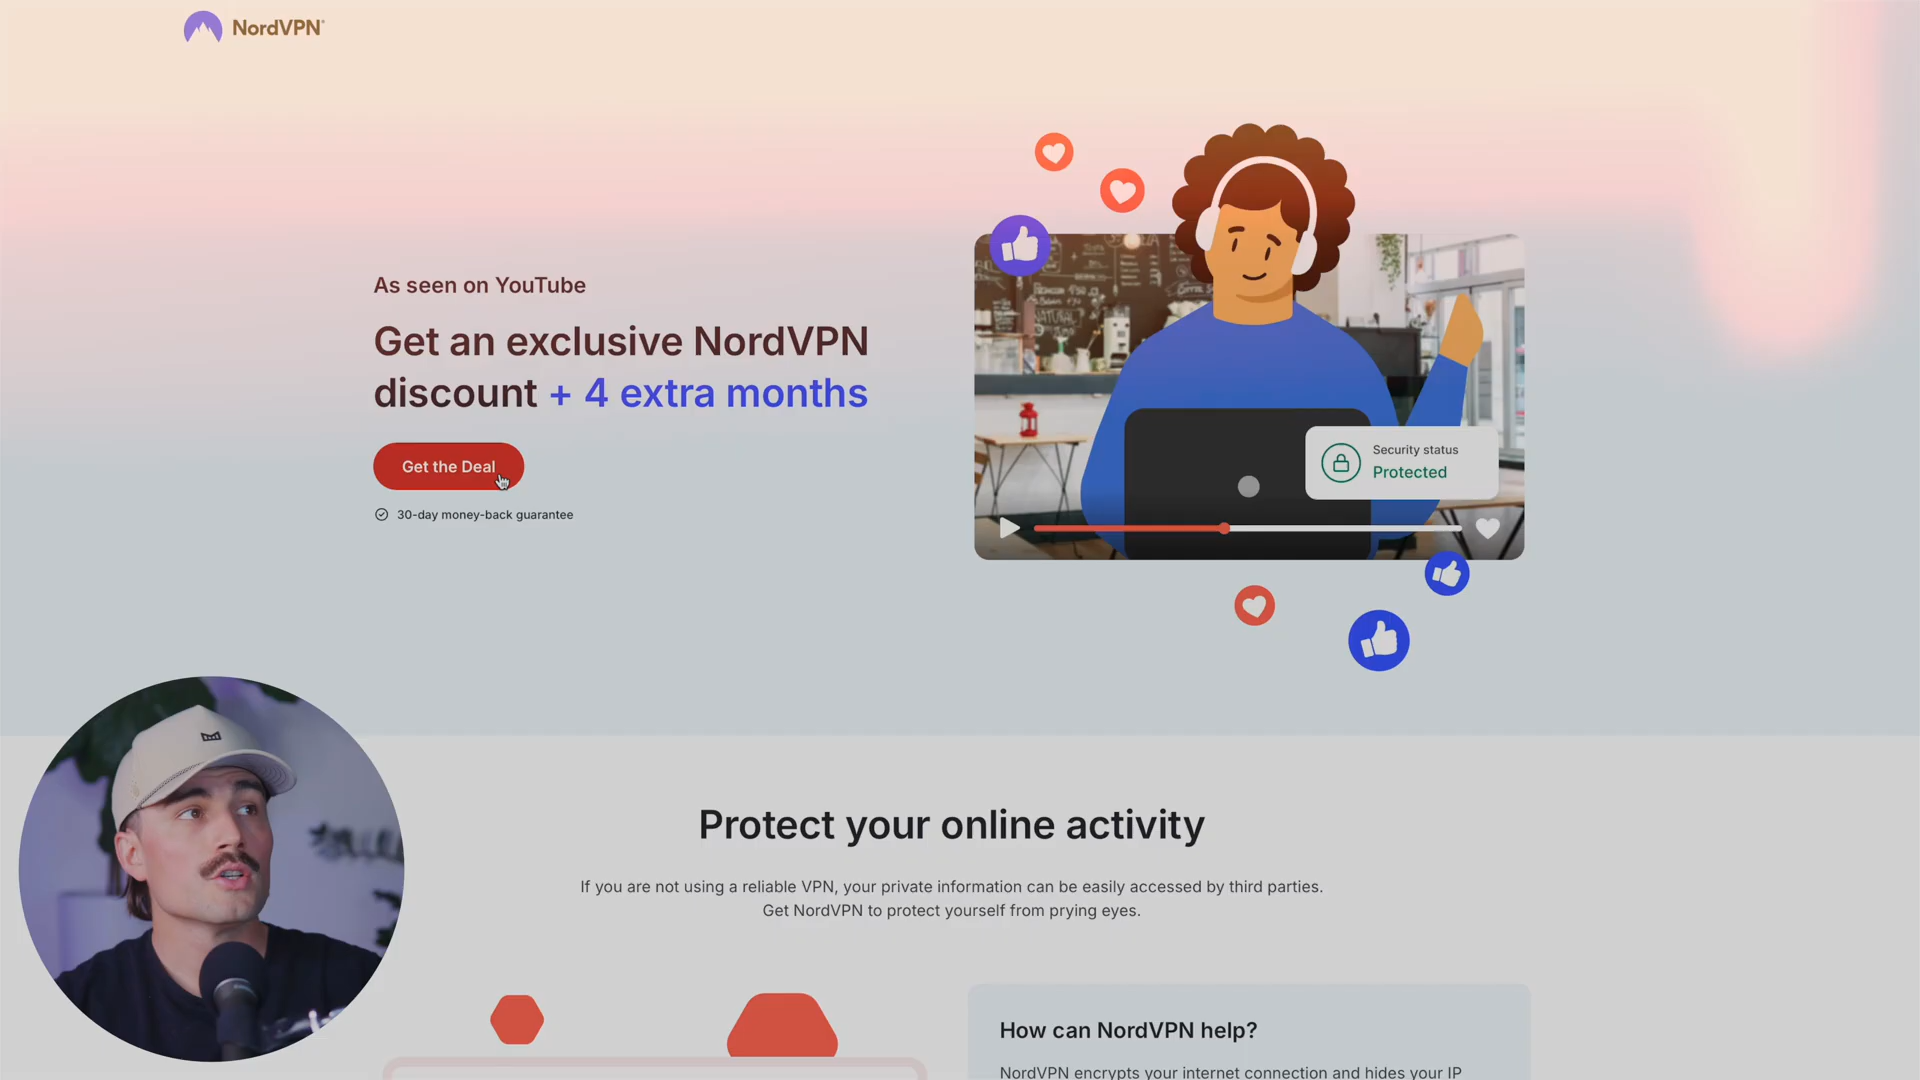 NordVPN®
As seen on YouTube
Get an exclusive NordVPN
discount + 4 extra months
Get the Deal
30-day money-back guarantee
Security status
Protected
Protect your online activity
If you are not using a reliable VPN, your private information can be easily accessed by third parties.
Get NordVPN to protect yourself from prying eyes.
How can NordVPN help?
NordVPN encrypts your internet connection and hides your IP